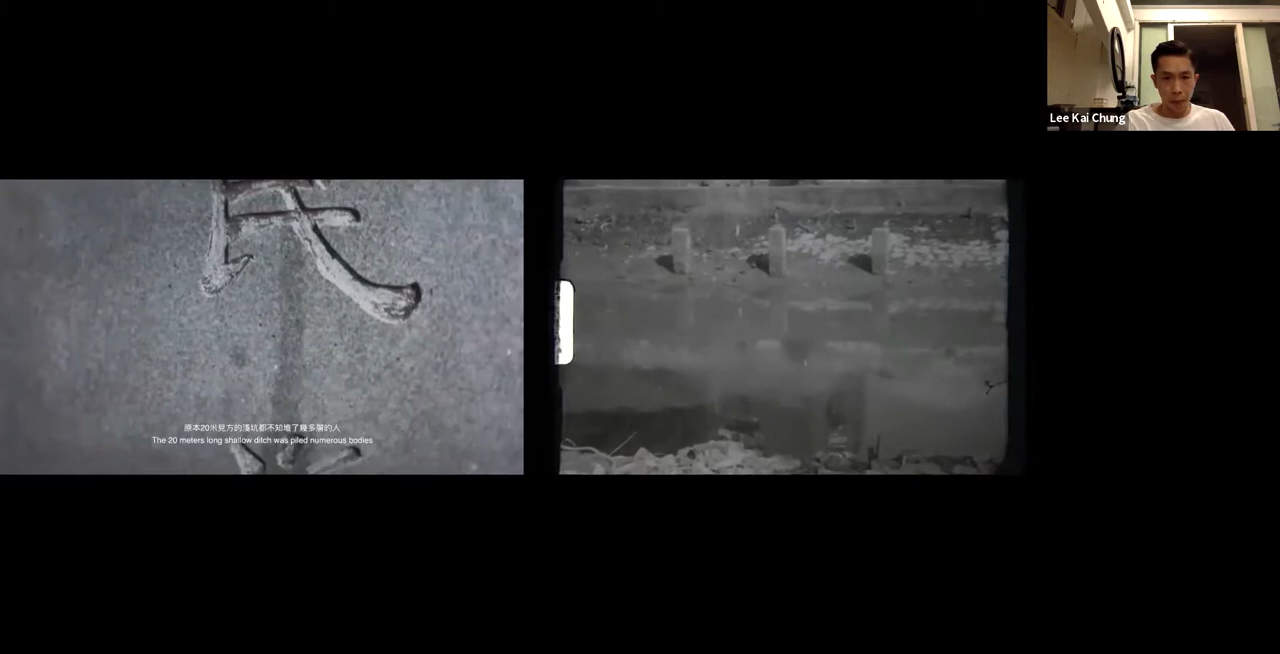 Lee Kai Chung
原本20米見方的淺坑都不知堆了幾多層的人
The 20 meters long shallow ditch was piled numerous bodies